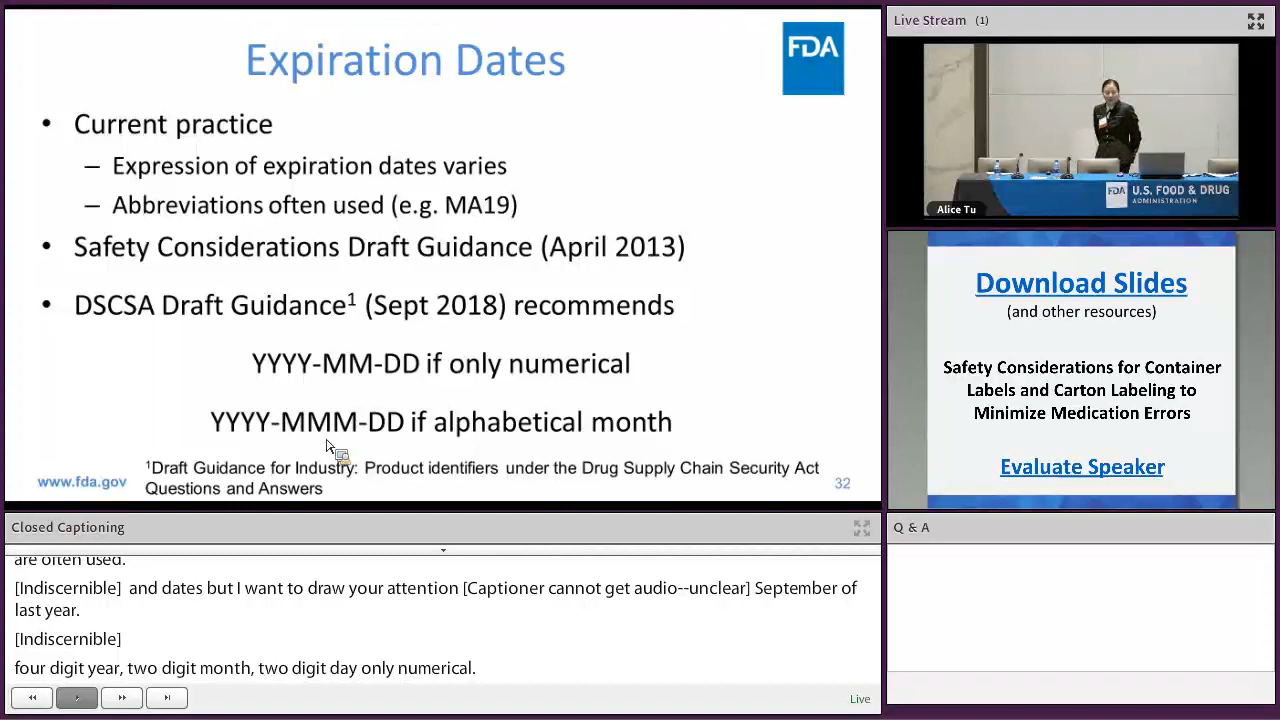 Expiration Dates
FDA
• Current practice
– Expression of expiration dates varies
– Abbreviations often used (e.g. MA19)
• Safety Considerations Draft Guidance (April 2013)
• DSCSA Draft Guidance¹ (Sept 2018) recommends
YYYY-MM-DD if only numerical
YYYY-MMM-DD if alphabetical month
¹Draft Guidance for Industry: Product identifiers under the Drug Supply Chain Security Act
Questions and Answers
www.fda.gov
32
Live Stream (1)
FDA U.S. FOOD & DRUG
ADMINISTRATION
Alice Tu
Download Slides
(and other resources)
Safety Considerations for Container
Labels and Carton Labeling to
Minimize Medication Errors
Evaluate Speaker
Closed Captioning
are often used.
[Indiscernible] and dates but I want to draw your attention [Captioner cannot get audio--unclear] September of
last year.
[Indiscernible]
four digit year, two digit month, two digit day only numerical.
Live
Q & A